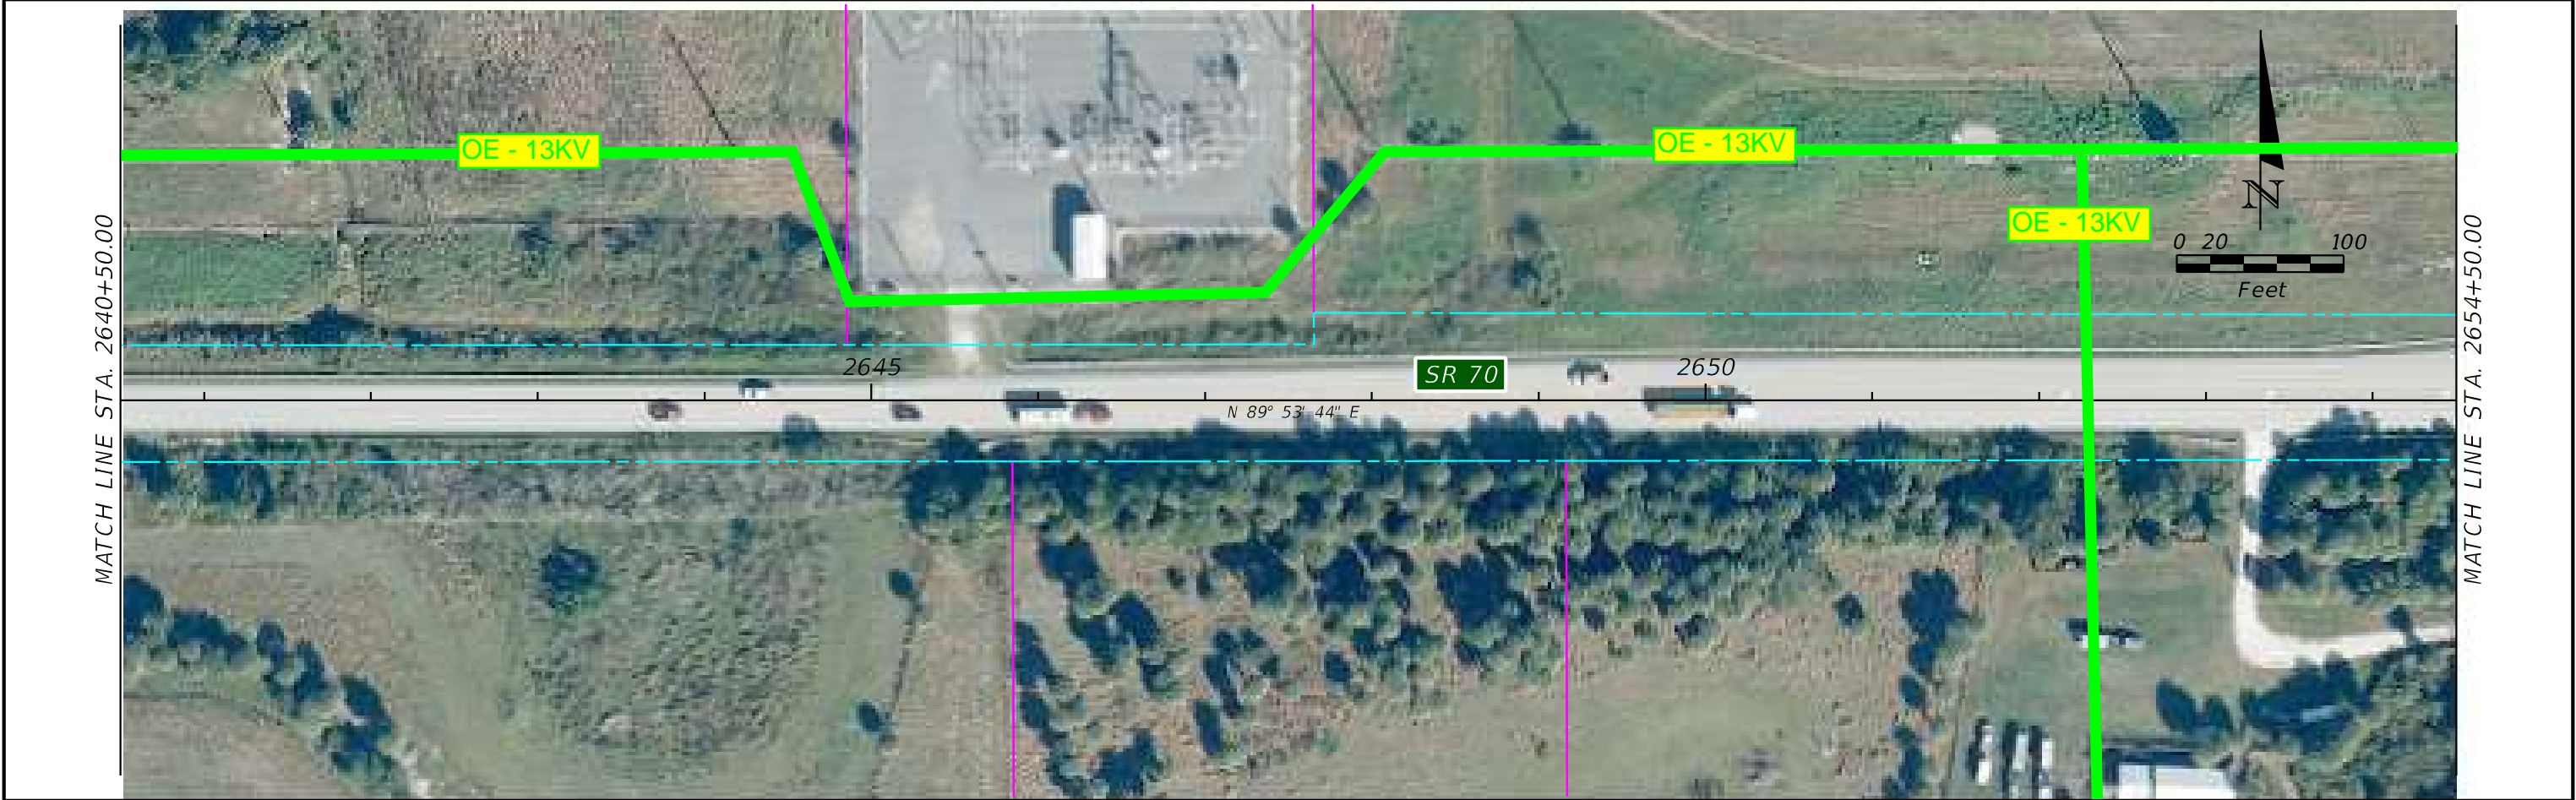 OE - 13KV
OE - 13KV
OE - 13KV
N
0 20 100
Feet
MATCH LINE STA. 2640+50.00
MATCH LINE STA. 2654+50.00
2645
SR 70
2650
N 89° 53' 44" E